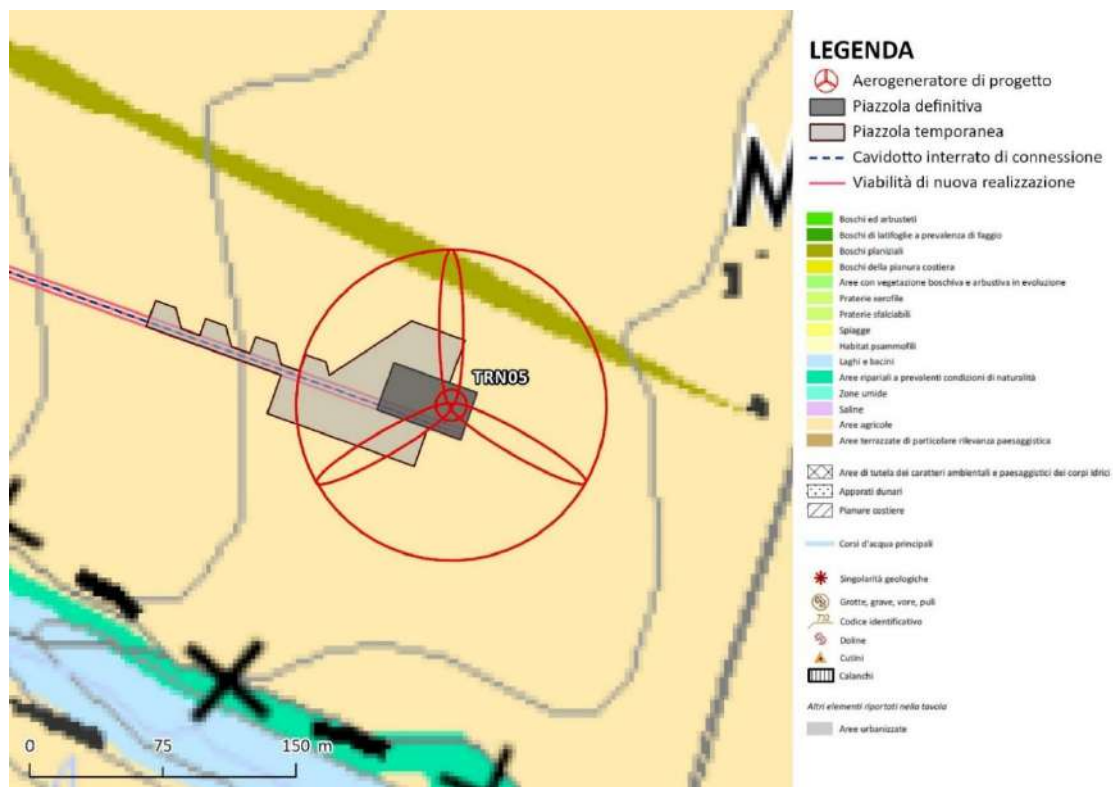 TRN05
0 75 150 m
LEGENDA
Aerogeneratore di progetto
Piazzola definitiva
Piazzola temporanea
Cavidotto interrato di connessione
Viabilità di nuova realizzazione
Boschi ed arbusteti
Boschi di latifoglie a prevalenza di faggio
Boschi planiziali
Boschi della pianura costiera
Aree con vegetazione boschiva e arbustiva in evoluzione
Praterie xerofile
Praterie sfalciabili
Spiagge
Habitat psammofili
Laghi e bacini
Aree ripariali a prevalenti condizioni di naturalità
Zone umide
Saline
Aree agricole
Aree terrazzate di particolare rilevanza paesaggistica
Aree di tutela dei caratteri ambientali e paesaggistici dei corpi idrici
Apparati dunari
Pianure costiere
Corsi d'acqua principali
Singolarità geologiche
Grotte, grave, vore, puli
Codice identificativo
Doline
Cutini
Calanchi
Altri elementi riportati nella tavola
Aree urbanizzate